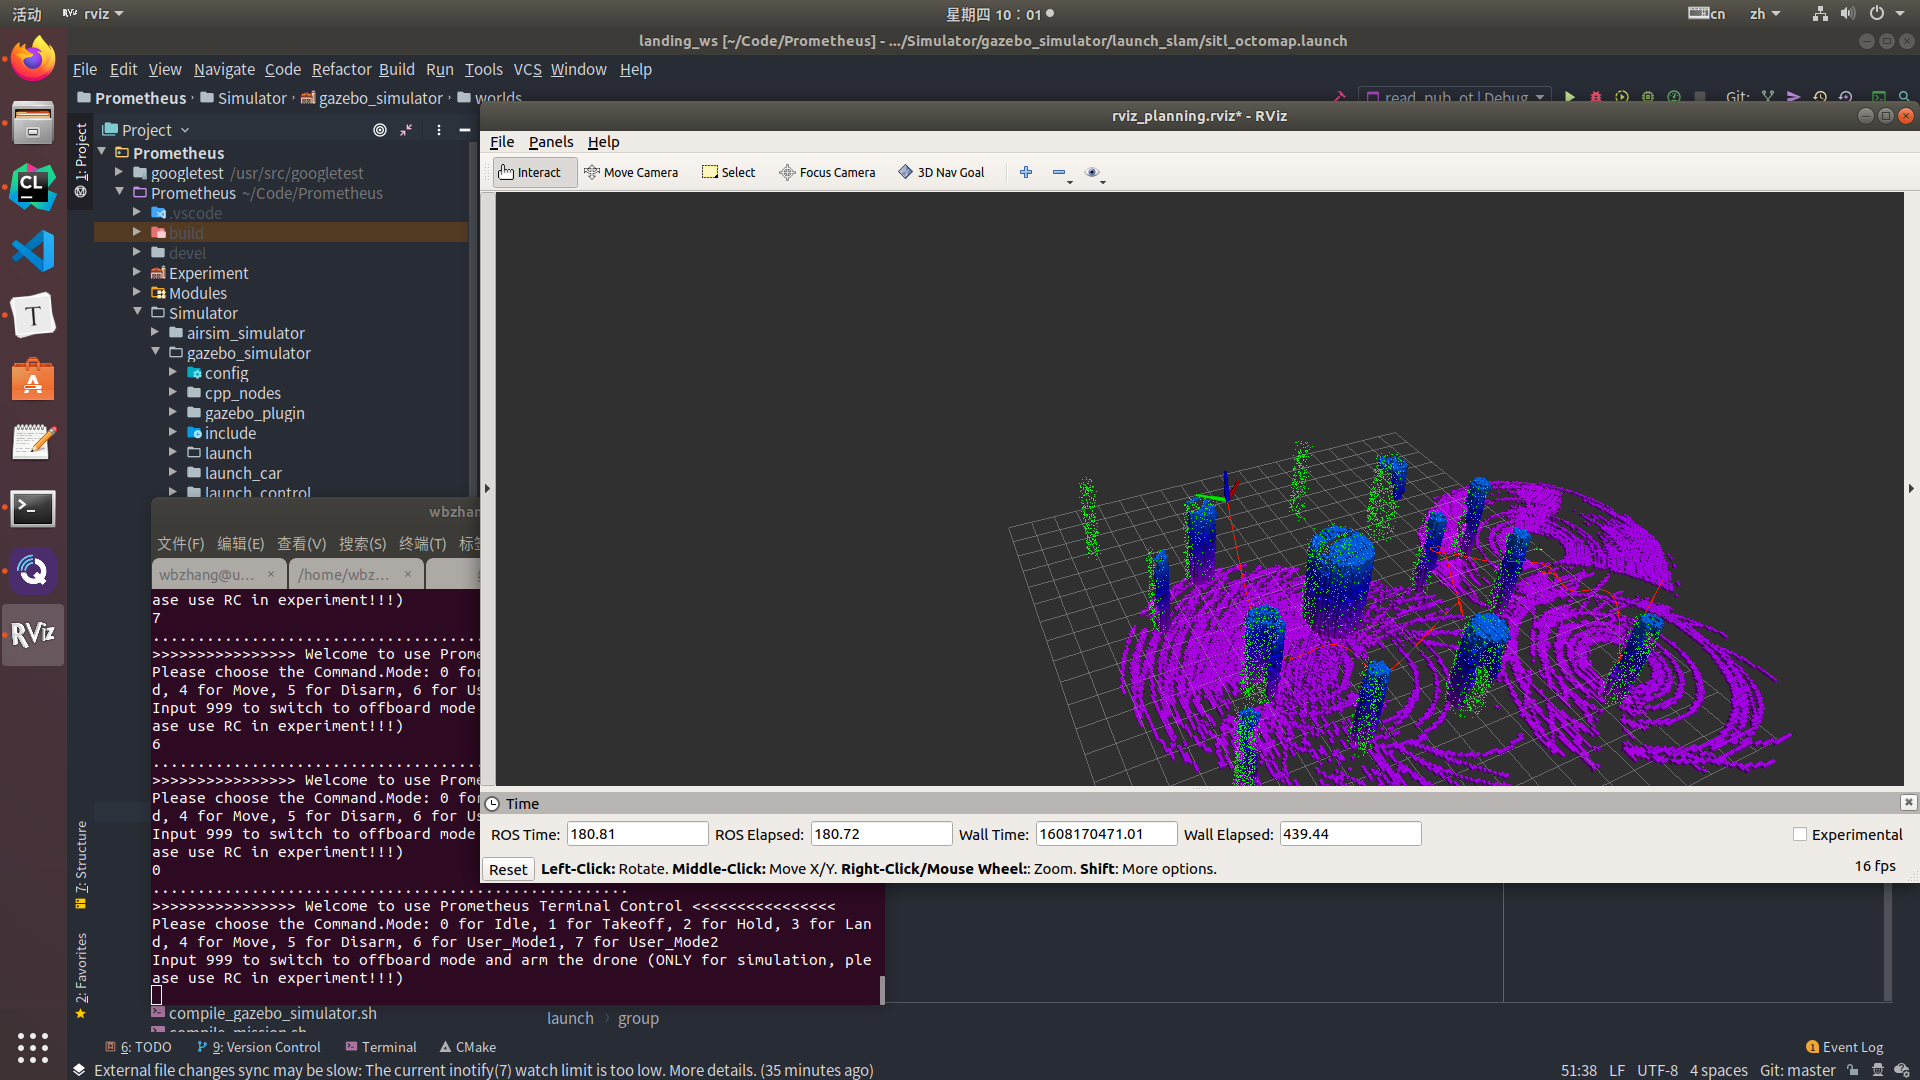 活动
rviz
星期四 10：01
cn
zh
landing_ws [~/Code/Prometheus] - .../Simulator/gazebo_simulator/launch_slam/sitl_octomap.launch
File Edit View Navigate Code Refactor Build Run Tools VCS Window Help
Prometheus › Simulator › gazebo_simulator › worlds
read_pub_ot | Debug
Git:
1: Project
Project
Prometheus
googletest /usr/src/googletest
Prometheus ~/Code/Prometheus
.vscode
build
devel
Experiment
Modules
Simulator
airsim_simulator
gazebo_simulator
config
cpp_nodes
gazebo_plugin
include
launch
launch_car
launch_control
rviz_planning.rviz* - RViz
File Panels Help
Interact
Move Camera
Select
Focus Camera
3D Nav Goal
wbzhan
文件(F) 编辑(E) 查看(V) 搜索(S) 终端(T) 标
wbzhang@u... ×
/home/wbz... ×
ase use RC in experiment!!!)
7
....................................
>>>>>>>>>>>>>>>> Welcome to use Prome
Please choose the Command.Mode: 0 for
d, 4 for Move, 5 for Disarm, 6 for Us
Input 999 to switch to offboard mode
ase use RC in experiment!!!)
6
....................................
>>>>>>>>>>>>>>>> Welcome to use Prome
Please choose the Command.Mode: 0 for
d, 4 for Move, 5 for Disarm, 6 for Us
Input 999 to switch to offboard mode
ase use RC in experiment!!!)
0
.....................................................
>>>>>>>>>>>>>>>> Welcome to use Prometheus Terminal Control <<<<<<<<<<<<<<<<
Please choose the Command.Mode: 0 for Idle, 1 for Takeoff, 2 for Hold, 3 for Lan
d, 4 for Move, 5 for Disarm, 6 for User_Mode1, 7 for User_Mode2
Input 999 to switch to offboard mode and arm the drone (ONLY for simulation, ple
ase use RC in experiment!!!)
Time
ROS Time: 180.81 ROS Elapsed: 180.72 Wall Time: 1608170471.01 Wall Elapsed: 439.44 Experimental
Reset Left-Click: Rotate. Middle-Click: Move X/Y. Right-Click/Mouse Wheel:: Zoom. Shift: More options. 16 fps
7: Structure
2: Favorites
compile_gazebo_simulator.sh
compile_mission.sh
launch › group
6: TODO
9: Version Control
Terminal
CMake
1 Event Log
External file changes sync may be slow: The current inotify(7) watch limit is too low. More details. (35 minutes ago)
51:38 LF UTF-8 4 spaces Git: master
CL
T
A
RViz